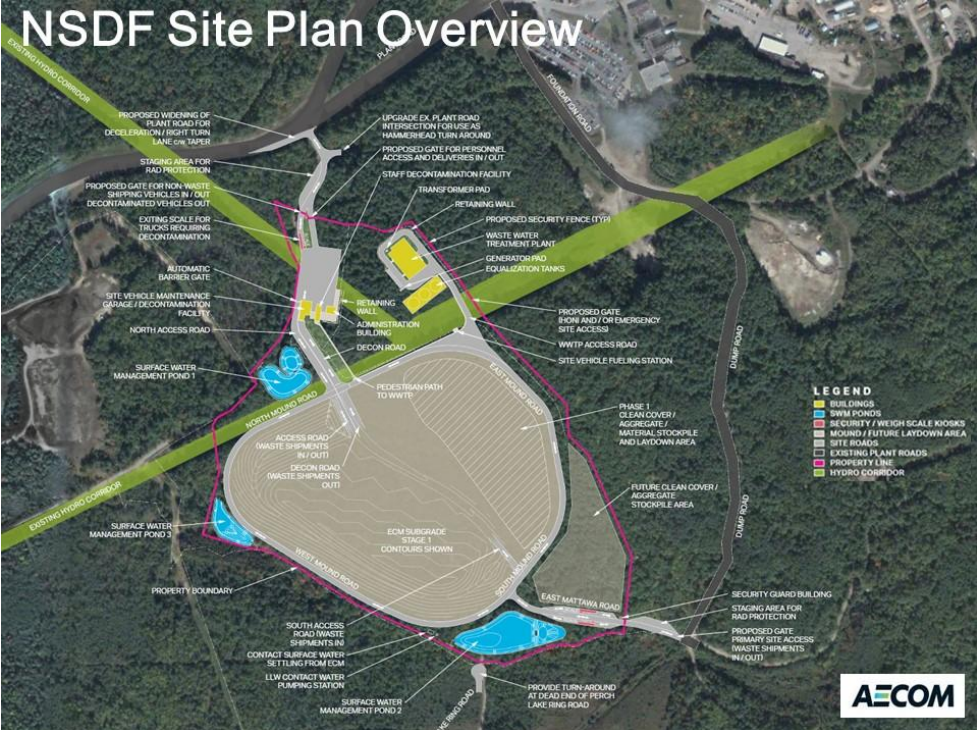 NSDF Site Plan Overview
EXISTING HYDRO CORRIDOR
FOUNDATION ROAD
PROPOSED WIDENING OF
PLANT ROAD FOR
DECELERATION / RIGHT TURN
LANE c/w TAPER
UPGRADE EX. PLANT ROAD
INTERSECTION FOR USE AS
HAMMERHEAD TURN AROUND
PROPOSED GATE FOR PERSONNEL
ACCESS AND DELIVERIES IN / OUT
STAGING AREA FOR
RAD PROTECTION
STAFF DECONTAMINATION FACILITY
PROPOSED GATE FOR NON-WASTE
SHIPPING VEHICLES IN / OUT
DECONTAMINATED VEHICLES OUT
TRANSFORMER PAD
RETAINING WALL
EXITING SCALE FOR
TRUCKS REQUIRING
DECONTAMINATION
PROPOSED SECURITY FENCE (TYP)
WASTE WATER
TREATMENT PLANT
GENERATOR PAD
EQUALIZATION TANKS
AUTOMATIC
BARRIER GATE
SITE VEHICLE MAINTENANCE
GARAGE / DECONTAMINATION
FACILITY
RETAINING
WALL
ADMINISTRATION
BUILDING
NORTH ACCESS ROAD
DECON ROAD
PROPOSED GATE
(HONI AND / OR EMERGENCY
SITE ACCESS)
WWTP ACCESS ROAD
SITE VEHICLE FUELING STATION
DUMP ROAD
SURFACE WATER
MANAGEMENT POND 1
PEDESTRIAN PATH
TO WWTP
EAST MOUND ROAD
NORTH MOUND ROAD
PHASE 1
CLEAN COVER /
AGGREGATE /
MATERIAL STOCKPILE
AND LAYDOWN AREA
LEGEND
BUILDINGS
SWM PONDS
SECURITY / WEIGH SCALE KIOSKS
MOUND / FUTURE LAYDOWN AREA
SITE ROADS
EXISTING PLANT ROADS
PROPERTY LINE
HYDRO CORRIDOR
ACCESS ROAD
(WASTE SHIPMENTS
IN / OUT)
DECON ROAD
(WASTE SHIPMENTS
OUT)
EXISTING HYDRO CORRIDOR
FUTURE CLEAN COVER /
AGGREGATE
STOCKPILE AREA
DUMP ROAD
SURFACE WATER
MANAGEMENT POND 3
ECM SUBGRADE
STAGE 1
CONTOURS SHOWN
WEST MOUND ROAD
SOUTH MOUND ROAD
PROPERTY BOUNDARY
EAST MATTAWA ROAD
SECURITY GUARD BUILDING
STAGING AREA FOR
RAD PROTECTION
PROPOSED GATE
PRIMARY SITE ACCESS
(WASTE SHIPMENTS
IN / OUT)
SOUTH ACCESS
ROAD (WASTE
SHIPMENTS IN)
CONTACT SURFACE WATER
SETTLING FROM ECM
LLW CONTACT WATER
PUMPING STATION
SURFACE WATER
MANAGEMENT POND 2
PROVIDE TURN-AROUND
AT DEAD END OF PERCH
LAKE RING ROAD
RING ROAD
AECOM